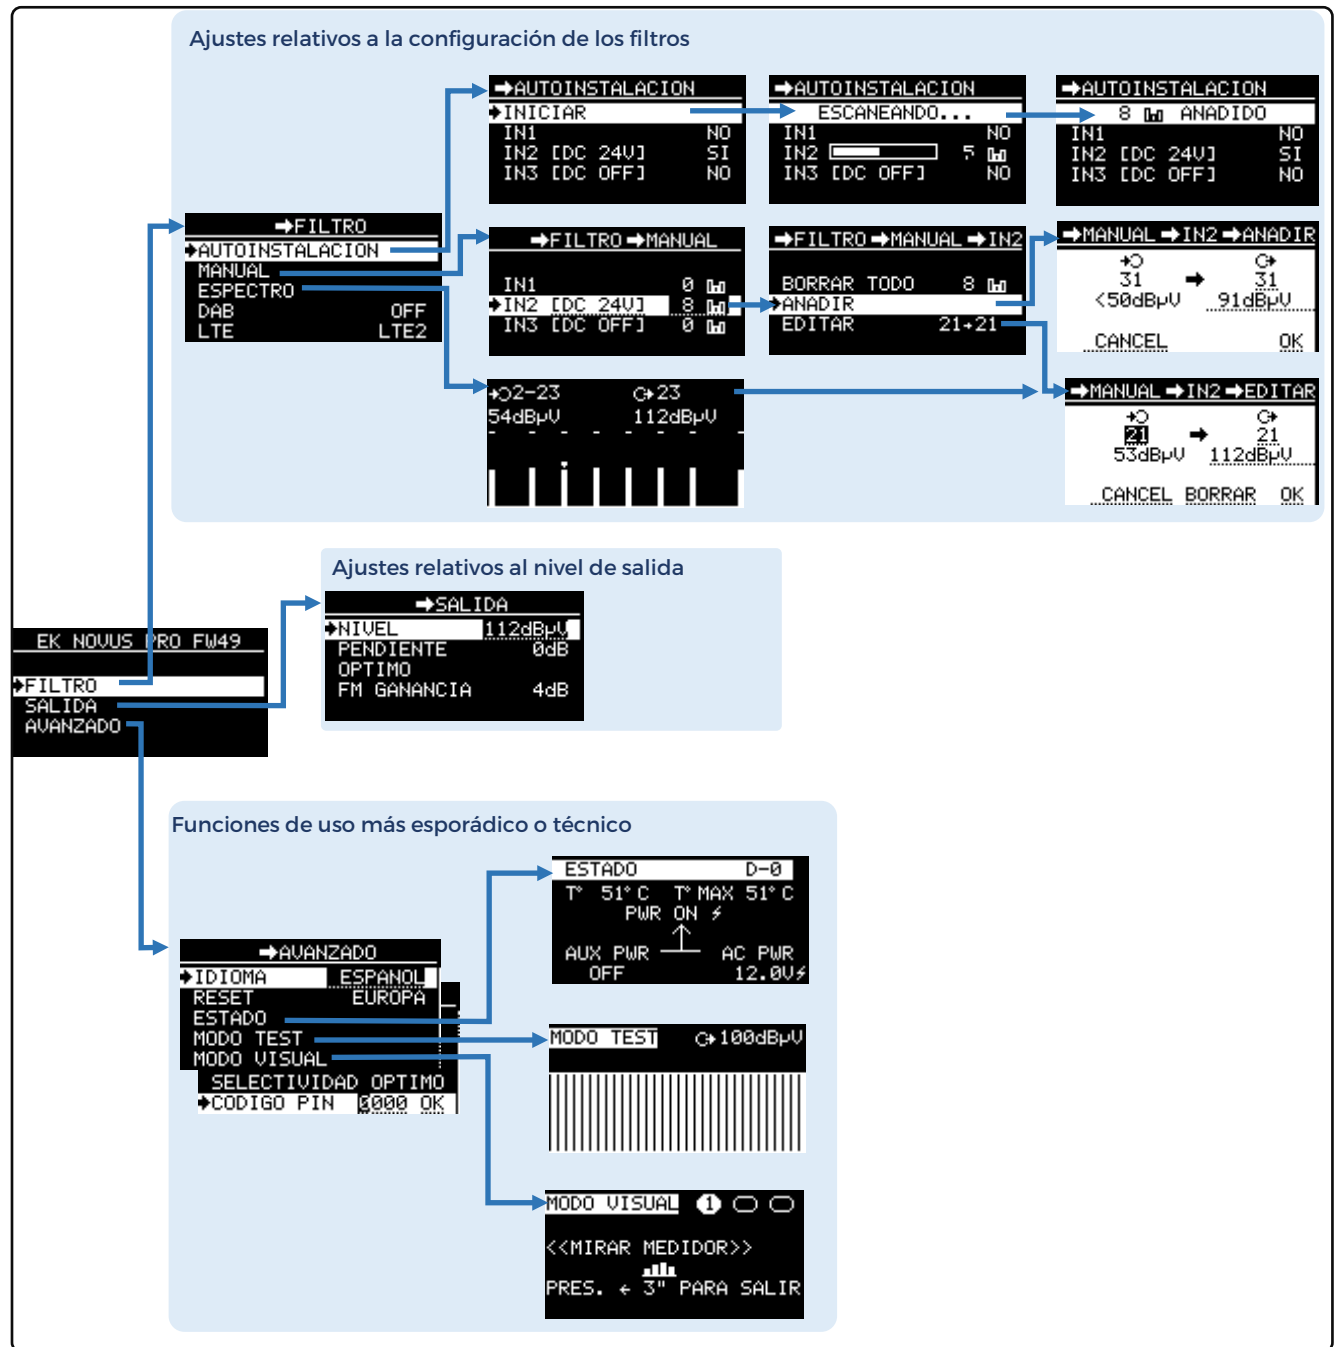 Ajustes relativos a la configuración de los filtros
➡AUTOINSTALACION
➡INICIAR
IN1 NO
IN2 [DC 24V] SI
IN3 [DC OFF] NO
➡AUTOINSTALACION
ESCANEANDO...
IN1 NO
IN2 5
IN3 [DC OFF] NO
➡AUTOINSTALACION
8 ANADIDO
IN1 NO
IN2 [DC 24V] SI
IN3 [DC OFF] NO
➡FILTRO
➡AUTOINSTALACION
MANUAL
ESPECTRO
DAB OFF
LTE LTE2
➡FILTRO➡MANUAL
IN1 0
➡IN2 [DC 24V] 8
IN3 [DC OFF] 0
➡FILTRO➡MANUAL➡IN2
BORRAR TODO 8
➡ANADIR
EDITAR 21→21
➡MANUAL➡IN2➡ANADIR
31 ➡ 31
<50dBµV 91dBµV
CANCEL OK
2-23 23
54dBµV 112dBµV
➡MANUAL➡IN2➡EDITAR
21 ➡ 21
53dBµV 112dBµV
CANCEL BORRAR OK
Ajustes relativos al nivel de salida
➡SALIDA
➡NIVEL 112dBµV
PENDIENTE 0dB
OPTIMO
FM GANANCIA 4dB
EK NOVUS PRO FW49
➡FILTRO
SALIDA
AVANZADO
Funciones de uso más esporádico o técnico
ESTADO D-0
T° 51°C T°MAX 51°C
PWR ON ⚡
AUX PWR AC PWR
OFF 12.0V⚡
➡AVANZADO
➡IDIOMA ESPANOL
RESET EUROPA
ESTADO
MODO TEST
MODO VISUAL
SELECTIVIDAD OPTIMO
➡CODIGO PIN 0000 OK
MODO TEST 100dBµV
MODO VISUAL 1
<<MIRAR MEDIDOR>>
PRES. ← 3" PARA SALIR